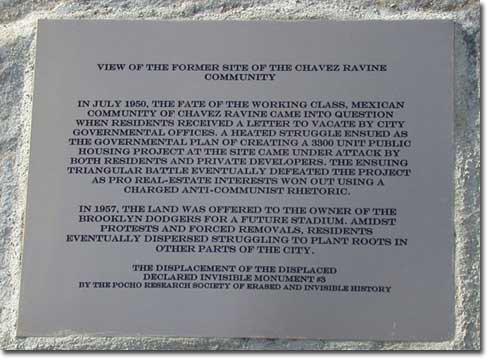 VIEW OF THE FORMER SITE OF THE CHAVEZ RAVINE
COMMUNITY
IN JULY 1950, THE FATE OF THE WORKING CLASS, MEXICAN
COMMUNITY OF CHAVEZ RAVINE CAME INTO QUESTION
WHEN RESIDENTS RECEIVED A LETTER TO VACATE BY CITY
GOVERNMENTAL OFFICES. A HEATED STRUGGLE ENSUED AS
THE GOVERNMENTAL PLAN OF CREATING A 3300 UNIT PUBLIC
HOUSING PROJECT AT THE SITE CAME UNDER ATTACK BY
BOTH RESIDENTS AND PRIVATE DEVELOPERS. THE ENSUING
TRIANGULAR BATTLE EVENTUALLY DEFEATED THE PROJECT
AS PRO REAL-ESTATE INTERESTS WON OUT USING A
CHARGED ANTI-COMMUNIST RHETORIC.
IN 1957, THE LAND WAS OFFERED TO THE OWNER OF THE
BROOKLYN DODGERS FOR A FUTURE STADIUM. AMIDST
PROTESTS AND FORCED REMOVALS, RESIDENTS
EVENTUALLY DISPERSED STRUGGLING TO PLANT ROOTS IN
OTHER PARTS OF THE CITY.
THE DISPLACEMENT OF THE DISPLACED
DECLARED INVISIBLE MONUMENT #3
BY THE POCHO RESEARCH SOCIETY OF ERASED AND INVISIBLE HISTORY